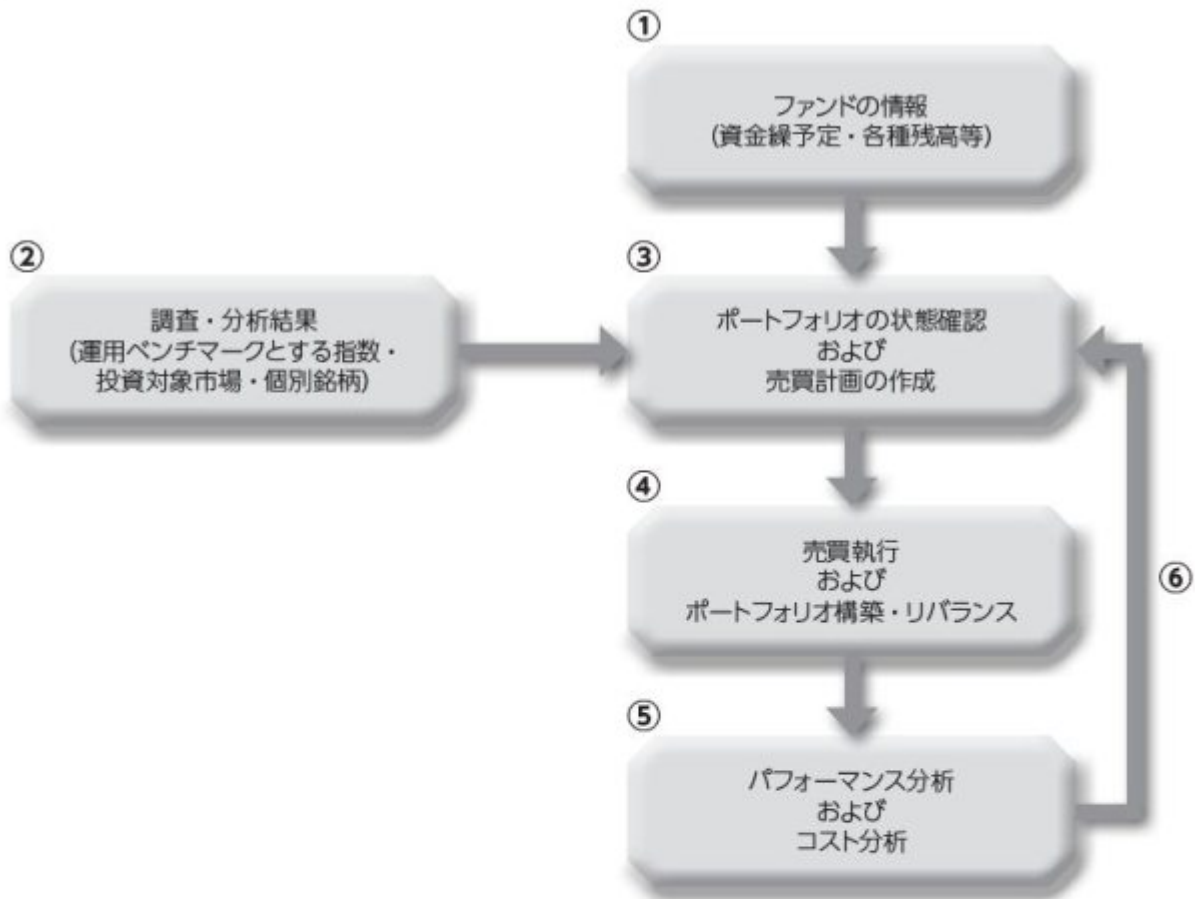 ①
ファンドの情報
(資金繰予定・各種残高等)
②
調査・分析結果
(運用ベンチマークとする指数・
投資対象市場・個別銘柄)
③
ポートフォリオの状態確認
および
売買計画の作成
④
売買執行
および
ポートフォリオ構築・リバランス
⑤
パフォーマンス分析
および
コスト分析
⑥